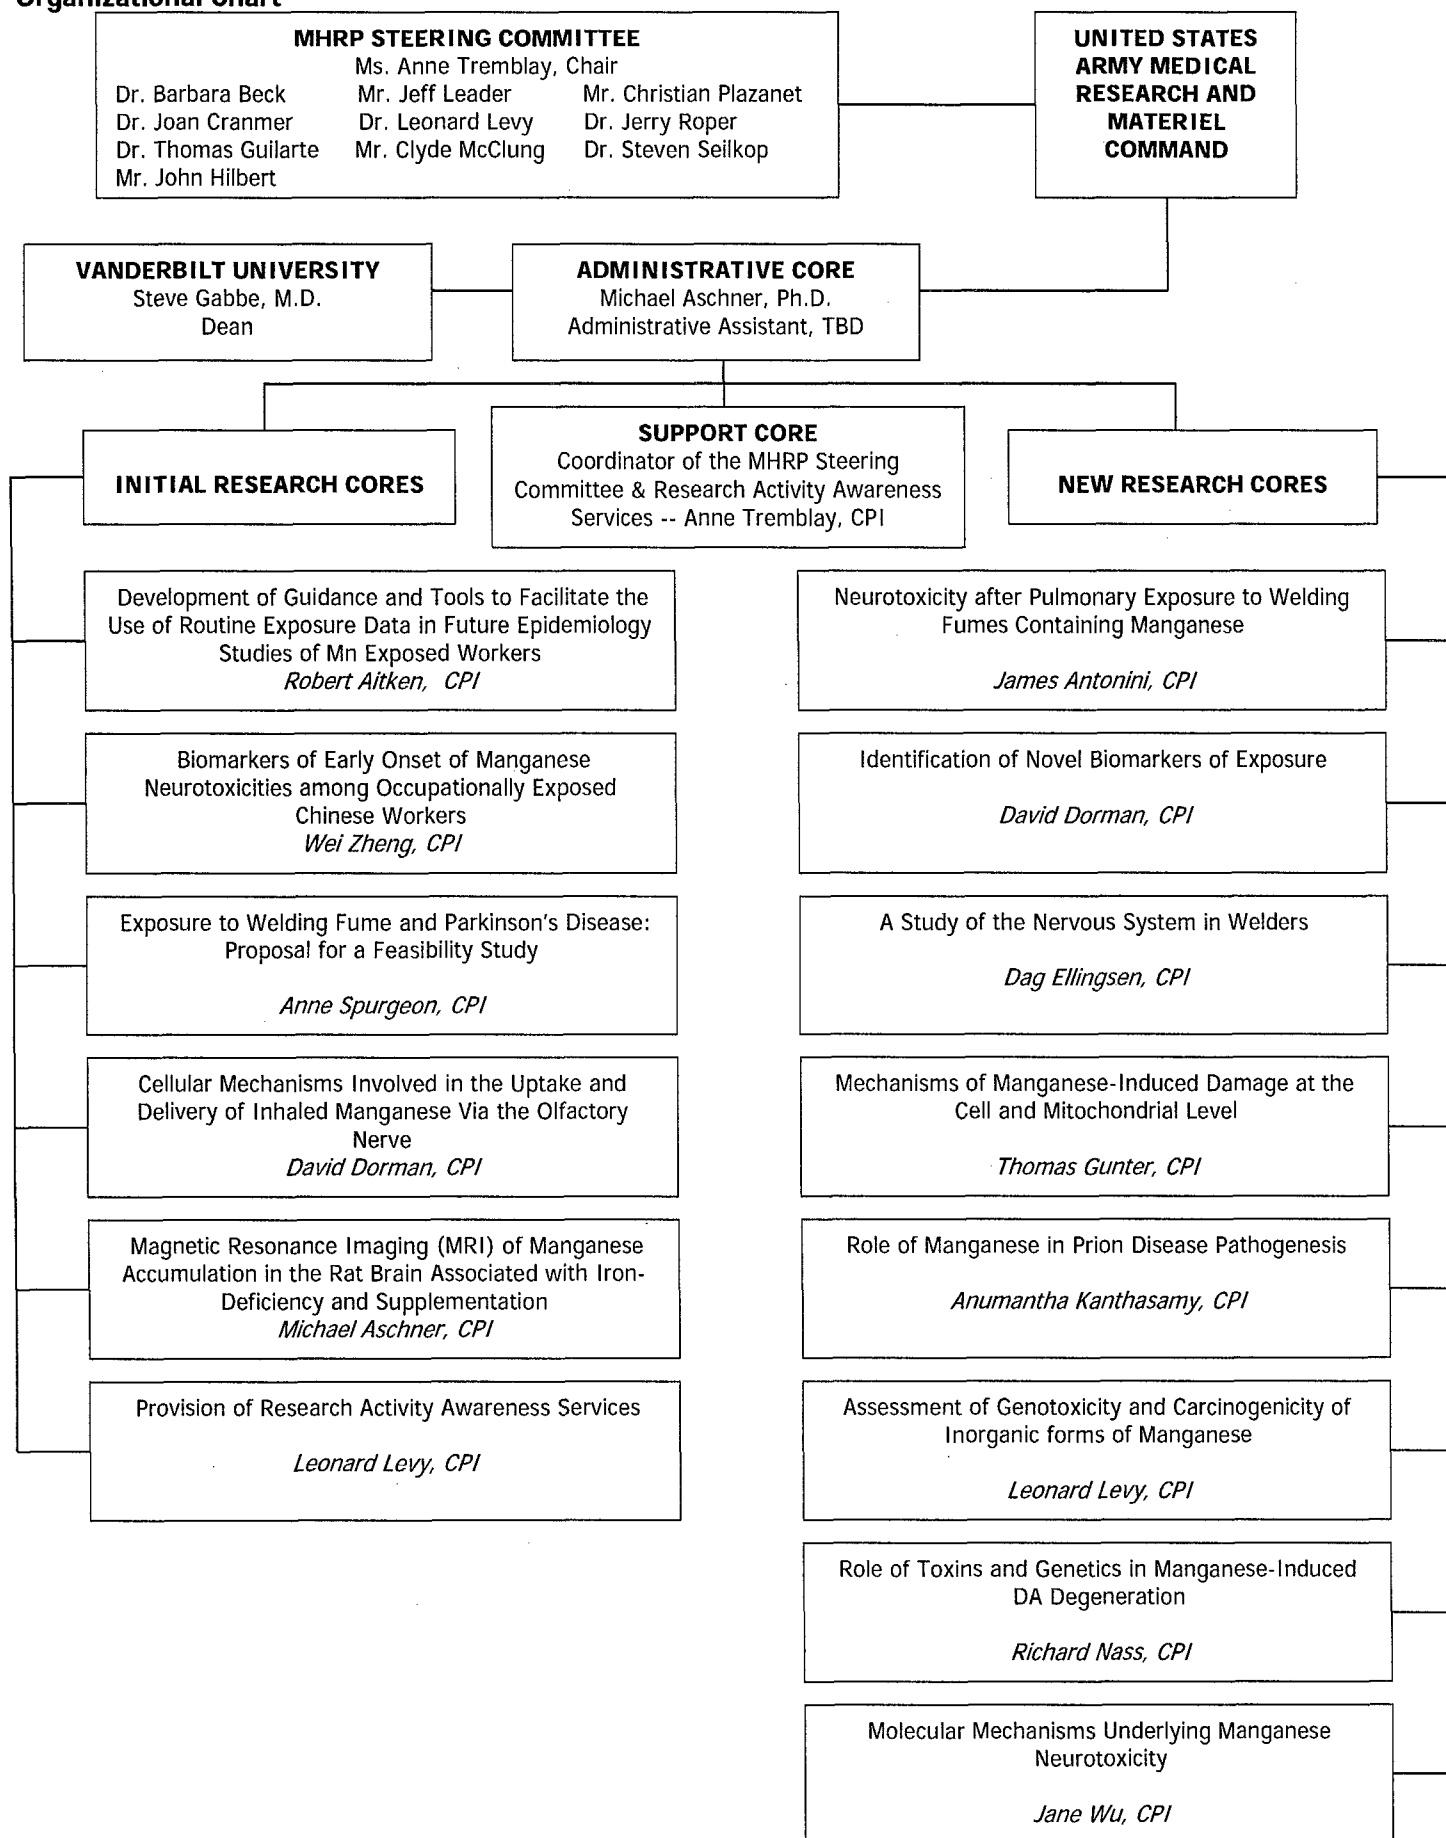 Organizational Chart
MHRP STEERING COMMITTEE
Ms. Anne Tremblay, Chair
Dr. Barbara Beck Mr. Jeff Leader Mr. Christian Plazanet
Dr. Joan Cranmer Dr. Leonard Levy Dr. Jerry Roper
Dr. Thomas Guilarte Mr. Clyde McClung Dr. Steven Seilkop
Mr. John Hilbert
UNITED STATES
ARMY MEDICAL
RESEARCH AND
MATERIEL
COMMAND
VANDERBILT UNIVERSITY
Steve Gabbe, M.D.
Dean
ADMINISTRATIVE CORE
Michael Aschner, Ph.D.
Administrative Assistant, TBD
INITIAL RESEARCH CORES
SUPPORT CORE
Coordinator of the MHRP Steering
Committee & Research Activity Awareness
Services -- Anne Tremblay, CPI
NEW RESEARCH CORES
Development of Guidance and Tools to Facilitate the
Use of Routine Exposure Data in Future Epidemiology
Studies of Mn Exposed Workers
Robert Aitken, CPI
Biomarkers of Early Onset of Manganese
Neurotoxicities among Occupationally Exposed
Chinese Workers
Wei Zheng, CPI
Exposure to Welding Fume and Parkinson's Disease:
Proposal for a Feasibility Study
Anne Spurgeon, CPI
Cellular Mechanisms Involved in the Uptake and
Delivery of Inhaled Manganese Via the Olfactory
Nerve
David Dorman, CPI
Magnetic Resonance Imaging (MRI) of Manganese
Accumulation in the Rat Brain Associated with Iron-
Deficiency and Supplementation
Michael Aschner, CPI
Provision of Research Activity Awareness Services
Leonard Levy, CPI
Neurotoxicity after Pulmonary Exposure to Welding
Fumes Containing Manganese
James Antonini, CPI
Identification of Novel Biomarkers of Exposure
David Dorman, CPI
A Study of the Nervous System in Welders
Dag Ellingsen, CPI
Mechanisms of Manganese-Induced Damage at the
Cell and Mitochondrial Level
Thomas Gunter, CPI
Role of Manganese in Prion Disease Pathogenesis
Anumantha Kanthasamy, CPI
Assessment of Genotoxicity and Carcinogenicity of
Inorganic forms of Manganese
Leonard Levy, CPI
Role of Toxins and Genetics in Manganese-Induced
DA Degeneration
Richard Nass, CPI
Molecular Mechanisms Underlying Manganese
Neurotoxicity
Jane Wu, CPI